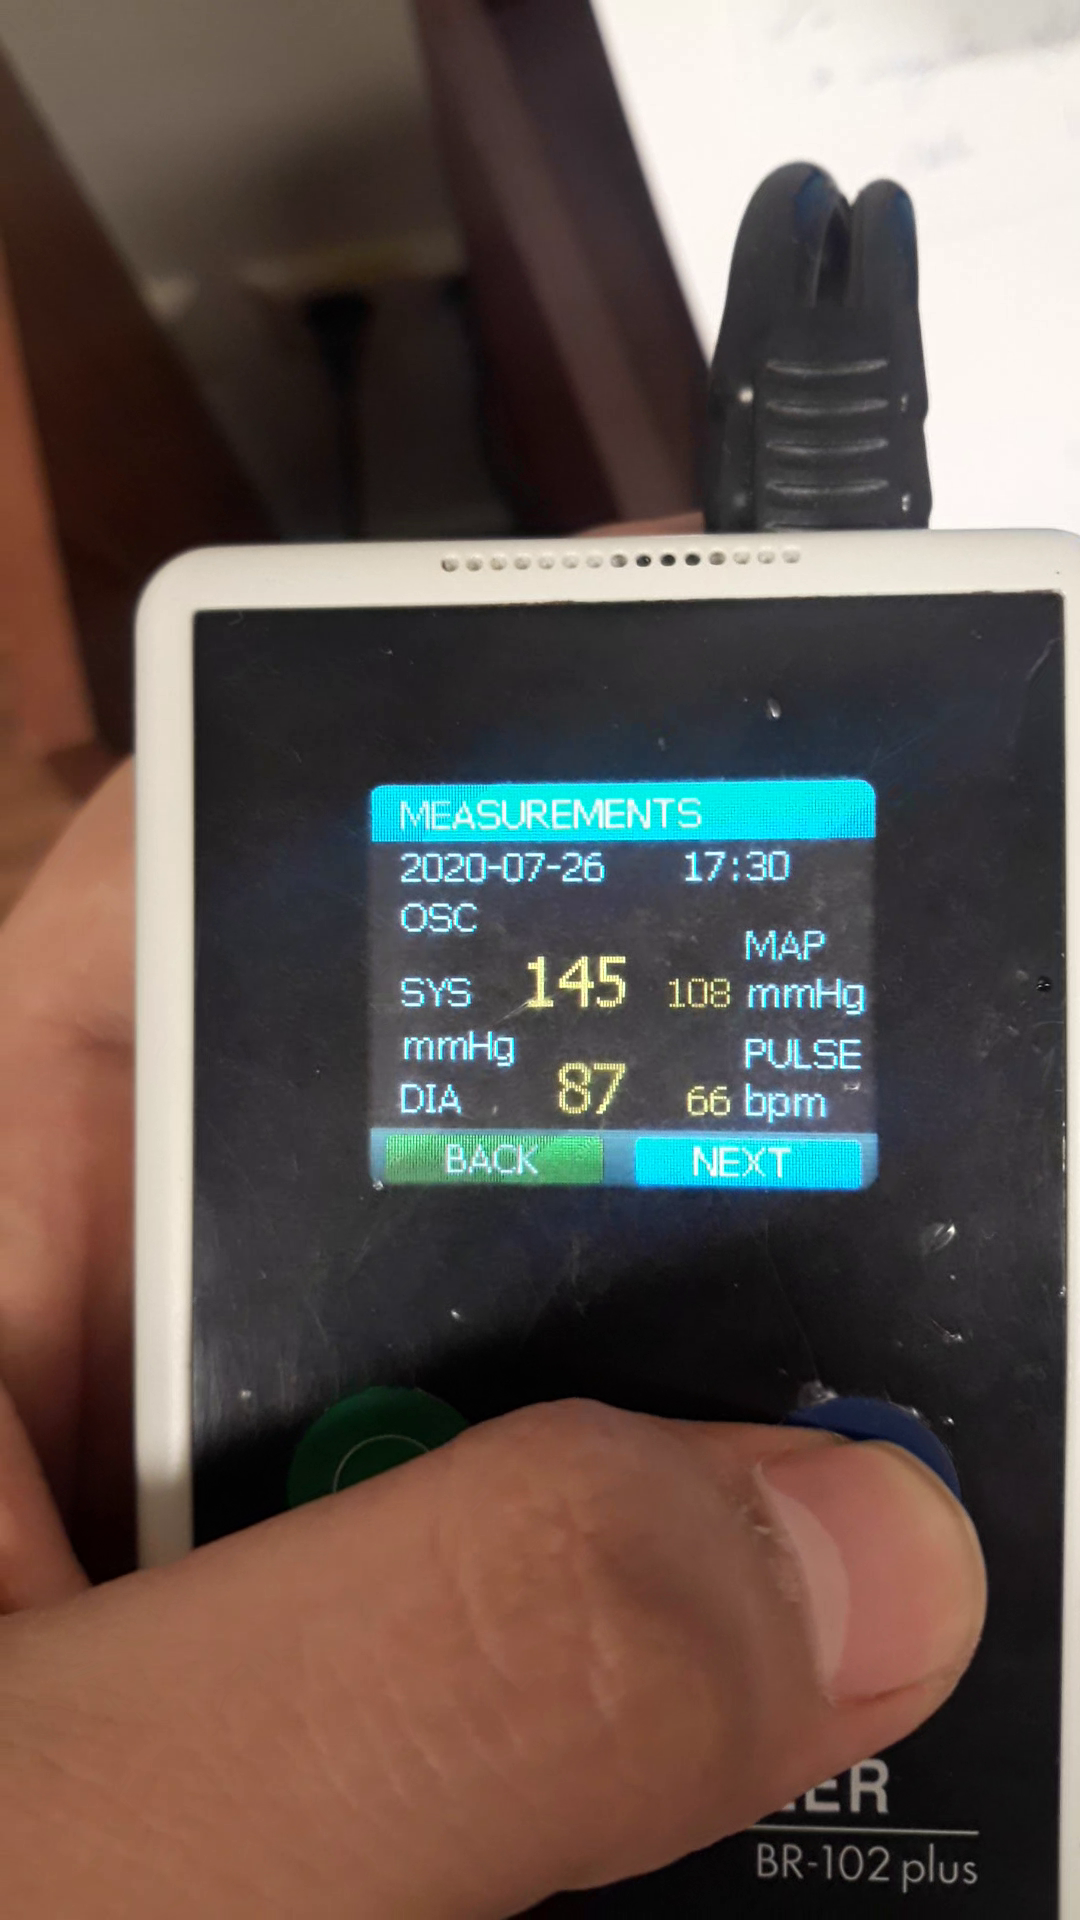 MEASUREMENTS
2020-07-26 17:30
OSC
MAP
SYS 145 108 mmHg
mmHg PULSE
DIA 87 66 bpm
BACK NEXT
BR-102 plus